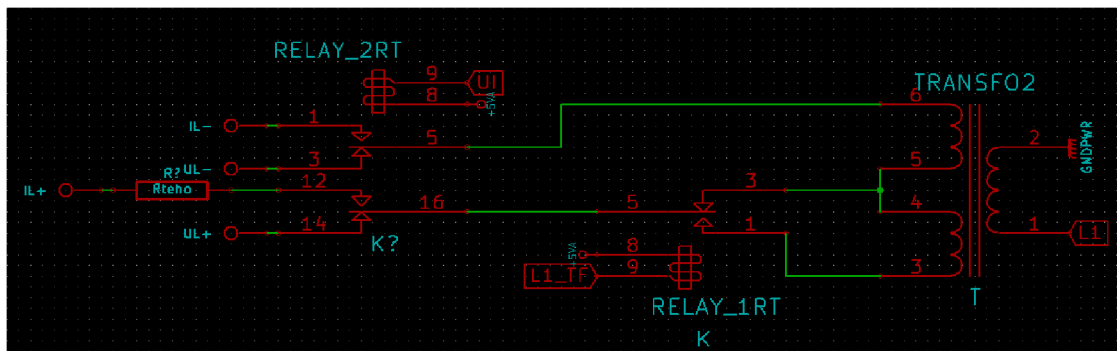 RELAY_2RT
9
UI
8
+5VA
TRANSFO2
6
IL-
1
5
2
GNDPWR
UL-
3
5
R?
IL+
Rteho
12
3
16
5
4
UL+
14
1
1
L1
K?
+5VA
8
L1_TF
9
3
RELAY_1RT
T
K